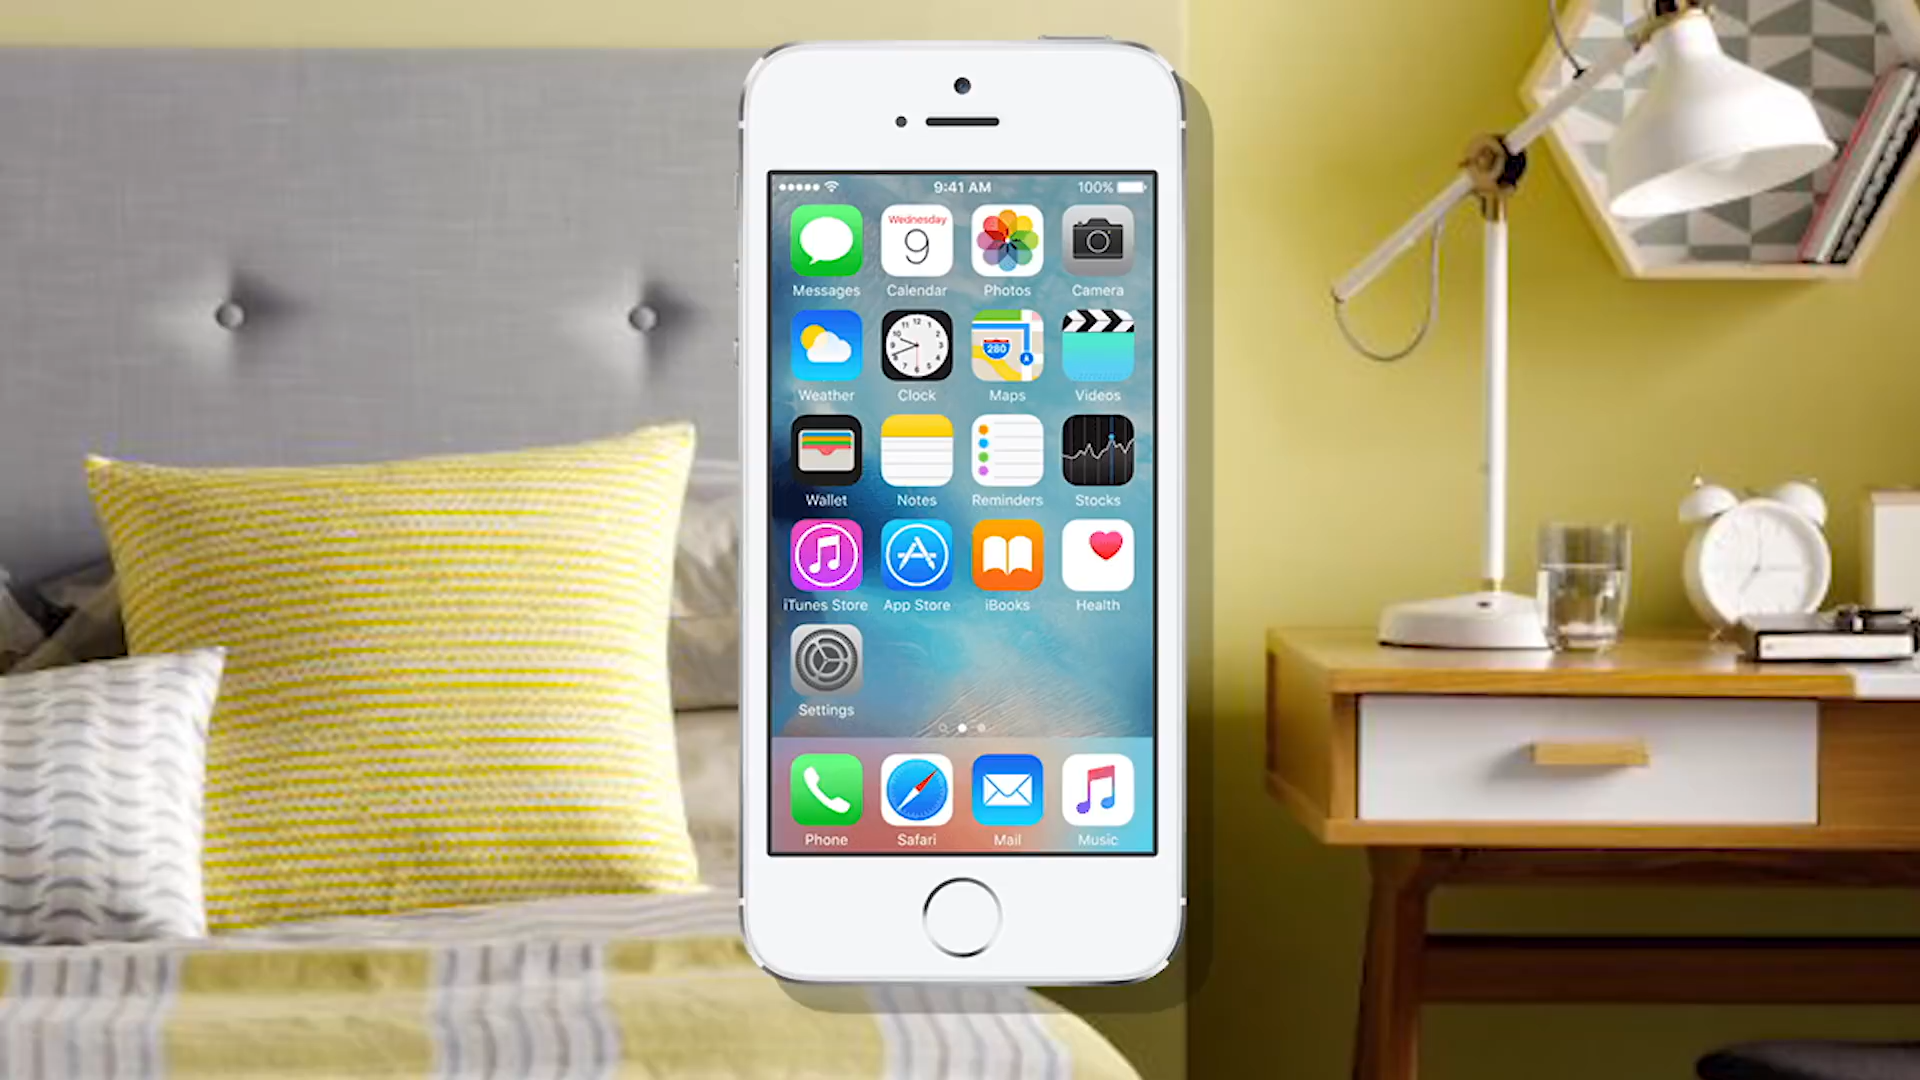 9:41 AM 100%
Wednesday
9
Messages Calendar Photos Camera
280
Weather Clock Maps Videos
Wallet Notes Reminders Stocks
iTunes Store App Store iBooks Health
Settings
Phone Safari Mail Music